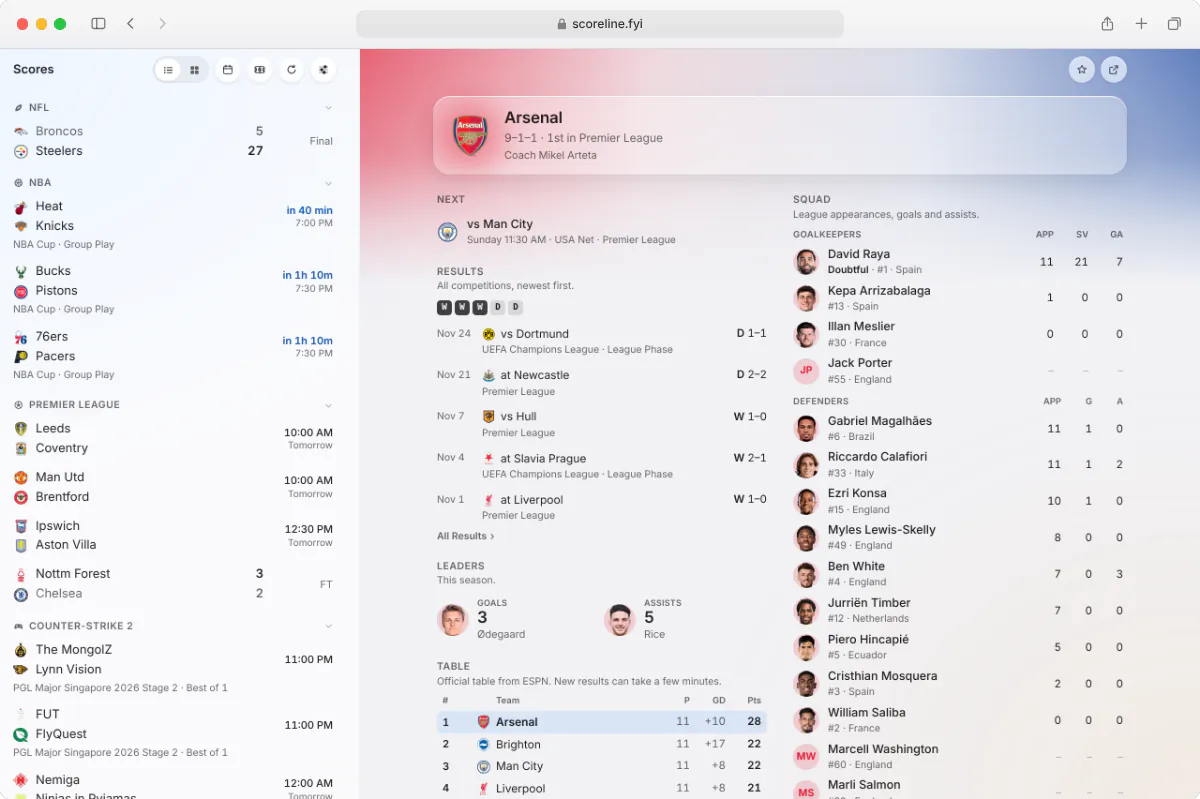 scoreline.fyi
Scores
NFL
Broncos 5
Steelers 27
Final
NBA
Heat
Knicks
in 40 min
7:00 PM
NBA Cup · Group Play
Bucks
Pistons
in 1h 10m
7:30 PM
NBA Cup · Group Play
76ers
Pacers
in 1h 10m
7:30 PM
NBA Cup · Group Play
PREMIER LEAGUE
Leeds
Coventry
10:00 AM
Tomorrow
Man Utd
Brentford
10:00 AM
Tomorrow
Ipswich
Aston Villa
12:30 PM
Tomorrow
Nottm Forest 3
Chelsea 2
FT
COUNTER-STRIKE 2
The MongolZ
Lynn Vision
11:00 PM
PGL Major Singapore 2026 Stage 2 · Best of 1
FUT
FlyQuest
11:00 PM
PGL Major Singapore 2026 Stage 2 · Best of 1
Nemiga
Ninjas in Pyjamas
12:00 AM
Tomorrow
Arsenal
Arsenal
9–1–1 · 1st in Premier League
Coach Mikel Arteta
NEXT
vs Man City
Sunday 11:30 AM · USA Net · Premier League
RESULTS
All competitions, newest first.
W W W D D
Nov 24 vs Dortmund D 1–1
UEFA Champions League · League Phase
Nov 21 at Newcastle D 2–2
Premier League
Nov 7 vs Hull W 1–0
Premier League
Nov 4 at Slavia Prague W 2–1
UEFA Champions League · League Phase
Nov 1 at Liverpool W 1–0
Premier League
All Results ›
LEADERS
This season.
GOALS
3
Ødegaard
ASSISTS
5
Rice
TABLE
Official table from ESPN. New results can take a few minutes.
# Team P GD Pts
1 Arsenal 11 +10 28
2 Brighton 11 +17 22
3 Man City 11 +8 22
4 Liverpool 11 +8 21
SQUAD
League appearances, goals and assists.
GOALKEEPERS APP SV GA
David Raya 11 21 7
Doubtful · #1 · Spain
Kepa Arrizabalaga 1 0 0
#13 · Spain
Illan Meslier 0 0 0
#30 · France
JP Jack Porter – – –
#55 · England
DEFENDERS APP G A
Gabriel Magalhães 11 1 0
#6 · Brazil
Riccardo Calafiori 11 1 2
#33 · Italy
Ezri Konsa 10 1 0
#15 · England
Myles Lewis-Skelly 8 0 0
#49 · England
Ben White 7 0 3
#4 · England
Jurriën Timber 7 0 0
#12 · Netherlands
Piero Hincapié 5 0 0
#5 · Ecuador
Cristhian Mosquera 2 0 0
#3 · Spain
William Saliba 0 0 0
#2 · France
MW Marcell Washington – – –
#60 · England
MS Marli Salmon – – –